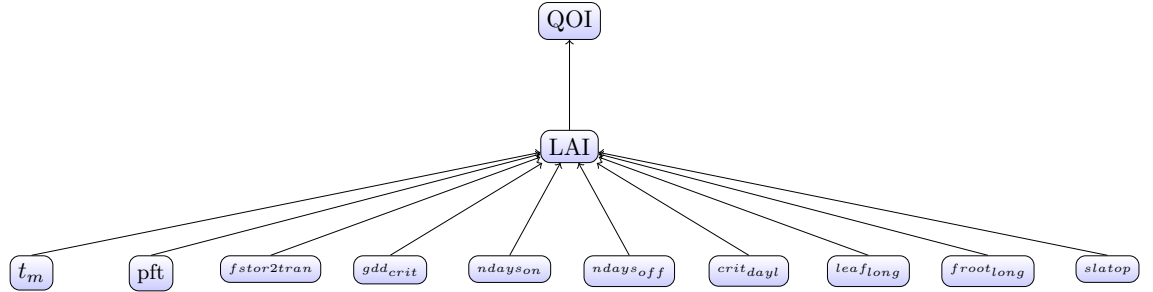 QOI
LAI
t_m
pft
fstor2tran
gdd_crit
ndays_on
ndays_off
crit_dayl
leaf_long
froot_long
slatop